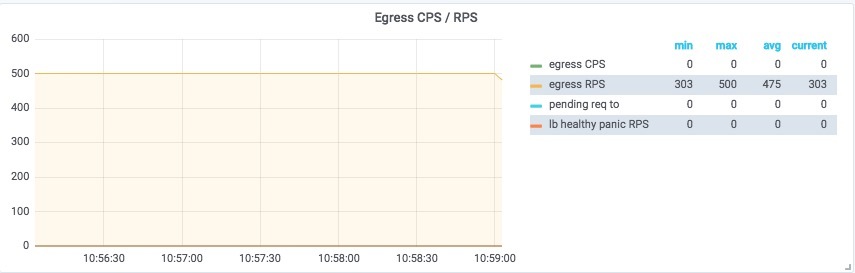 Egress CPS / RPS
600
500
400
300
200
100
0
10:56:30 10:57:00 10:57:30 10:58:00 10:58:30 10:59:00
min max avg current
egress CPS 0 0 0 0
egress RPS 303 500 475 303
pending req to 0 0 0 0
lb healthy panic RPS 0 0 0 0